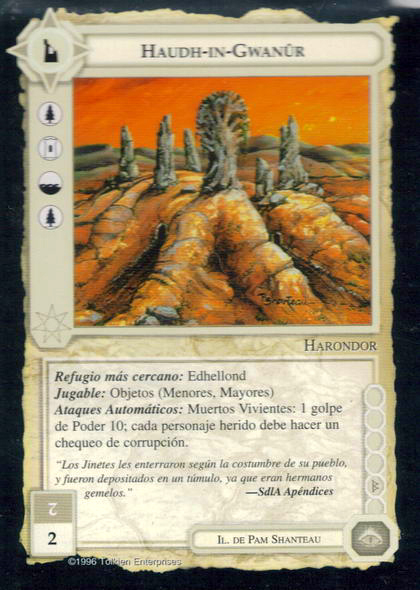 HAUDH-IN-GWANÛR
P. Shanteau
HARONDOR
Refugio más cercano: Edhellond
Jugable: Objetos (Menores, Mayores)
Ataques Automáticos: Muertos Vivientes: 1 golpe
de Poder 10; cada personaje herido debe hacer un
chequeo de corrupción.
"Los Jinetes les enterraron según la costumbre de su pueblo,
y fueron depositados en un túmulo, ya que eran hermanos
gemelos." —SdlA Apéndices
2
2
IL. DE PAM SHANTEAU
©1996 Tolkien Enterprises